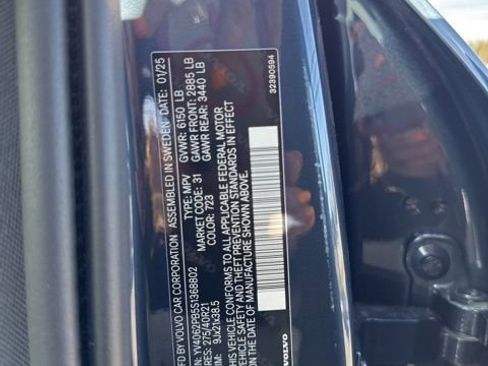 MFD BY VOLVO CAR CORPORATION ASSEMBLED IN SWEDEN DATE: 01/25
GVWR: 6150 LB
TYPE: MPV GAWR FRONT: 2885 LB
MARKET CODE: 31 GAWR REAR: 3440 LB
COLOR: 723
YV4062PB5S1368802
275/40R21
9Jx21x38.5
THIS VEHICLE CONFORMS TO ALL APPLICABLE FEDERAL MOTOR
VEHICLE SAFETY AND THEFT PREVENTION STANDARDS IN EFFECT
ON THE DATE OF MANUFACTURE SHOWN ABOVE.
32390594
VOLVO